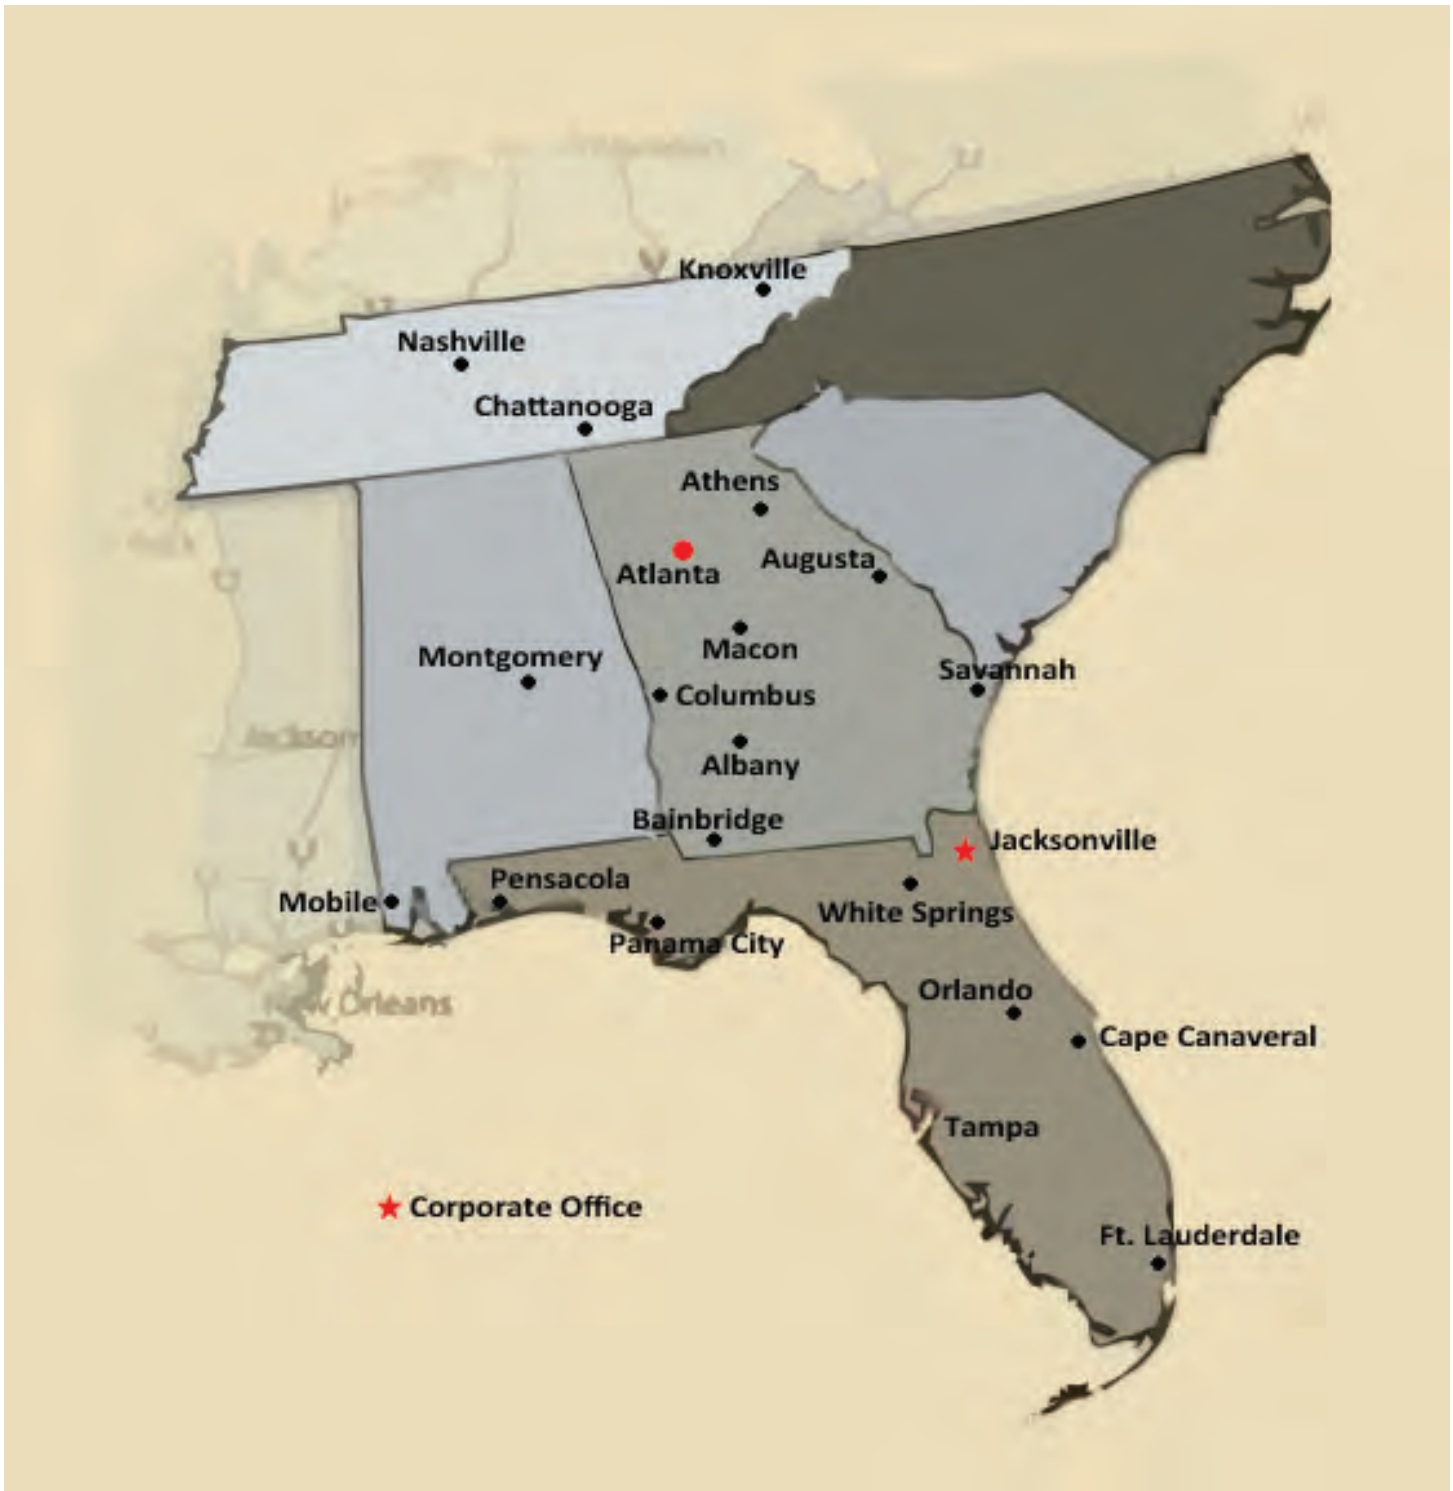 Knoxville
Nashville
Chattanooga
Athens
Atlanta
Augusta
Macon
Montgomery
Savannah
Columbus
Jackson
Albany
Bainbridge
Jacksonville
Pensacola
Mobile
White Springs
Panama City
Orlando
New Orleans
Cape Canaveral
Tampa
Corporate Office
Ft. Lauderdale